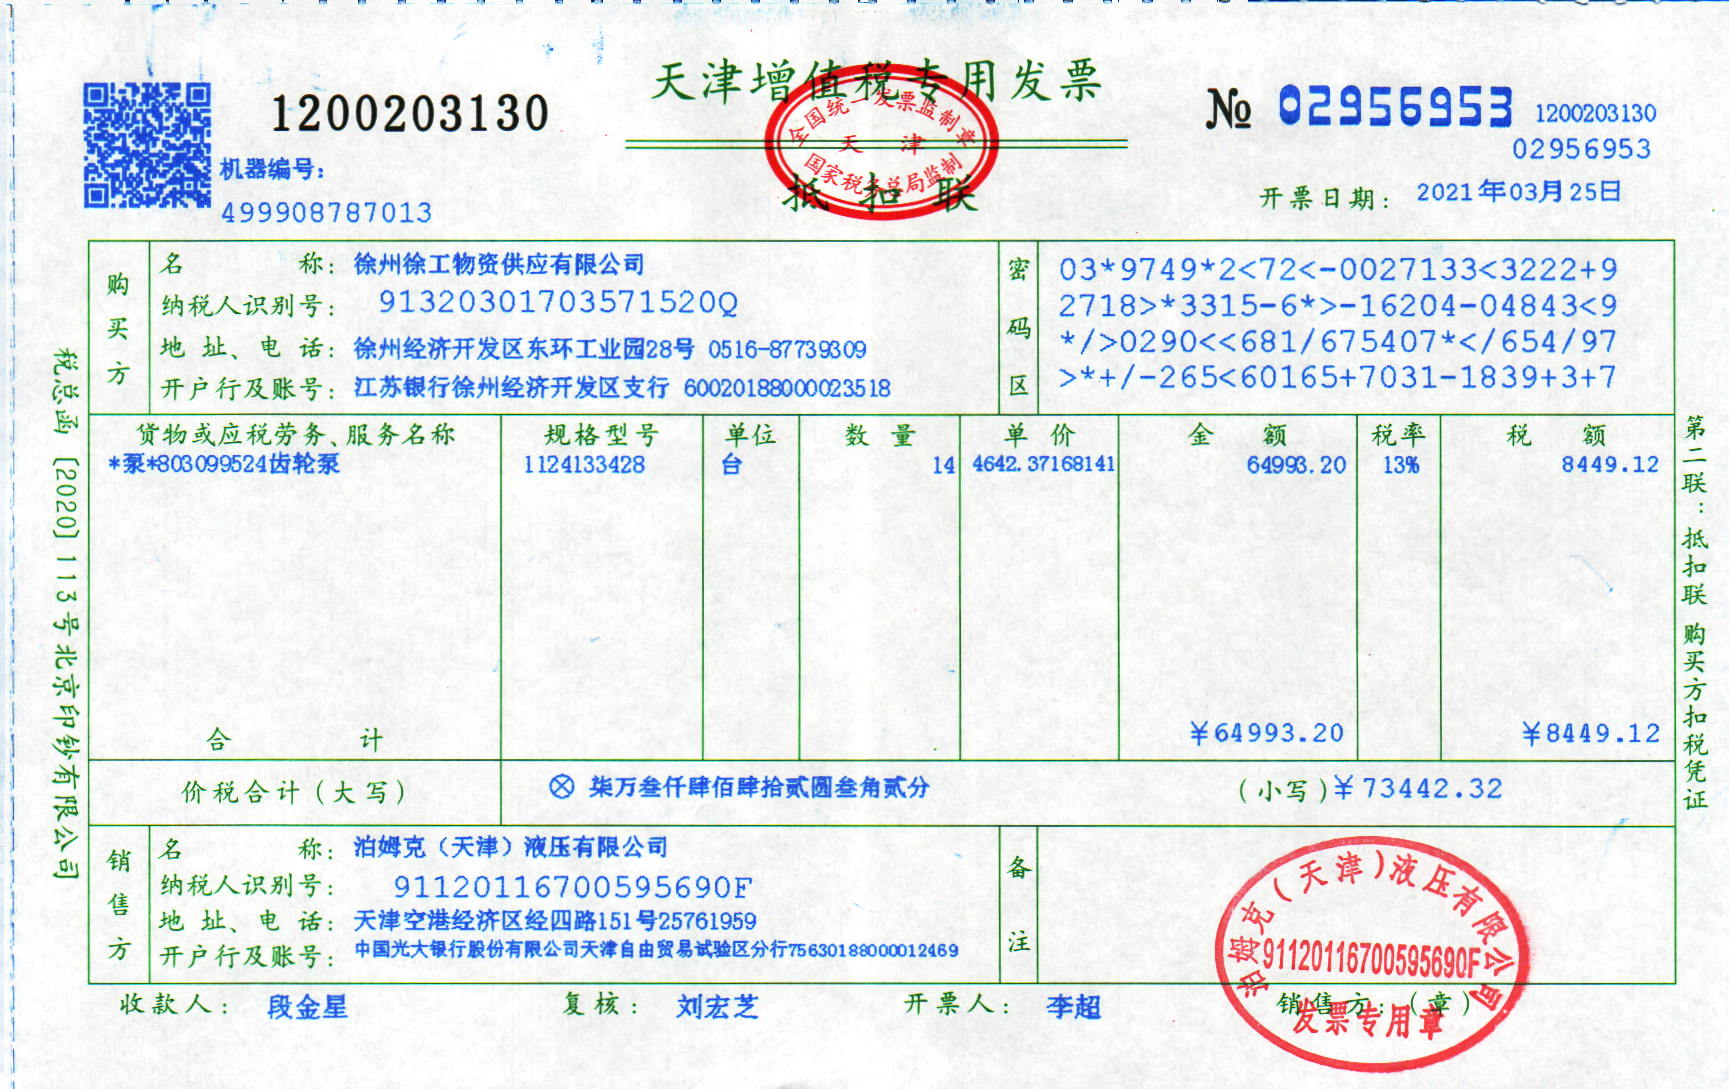 天津增值税专用发票
1200203130
№ 02956953
1200203130
02956953
机器编号:
499908787013
全国统一发票监制章
天津
国家税务总局监制
抵扣联
开票日期: 2021年03月25日
购买方
名称: 徐州徐工物资供应有限公司
纳税人识别号: 91320301703571520Q
地址、电话: 徐州经济开发区东环工业园28号 0516-87739309
开户行及账号: 江苏银行徐州经济开发区支行 60020188000023518
密码区
03*9749*2<72<-0027133<3222+9
2718>*3315-6*>-16204-04843<9
*/>0290<<681/675407*</654/97
>*+/-265<60165+7031-1839+3+7
货物或应税劳务、服务名称 规格型号 单位 数量 单价 金额 税率 税额
*泵*803099524齿轮泵 1124133428 台 14 4642.37168141 64993.20 13% 8449.12
合计 ¥64993.20 ¥8449.12
价税合计(大写) ⊗ 柒万叁仟肆佰肆拾贰圆叁角贰分 (小写)¥73442.32
销售方
名称: 泊姆克(天津)液压有限公司
纳税人识别号: 91120116700595690F
地址、电话: 天津空港经济区经四路151号25761959
开户行及账号: 中国光大银行股份有限公司天津自由贸易试验区分行75630188000012469
备注
收款人: 段金星 复核: 刘宏芝 开票人: 李超 销售方:(章)
泊姆克(天津)液压有限公司
91120116700595690F
发票专用章
税总函〔2020〕113号北京印钞有限公司
第二联:抵扣联 购买方扣税凭证